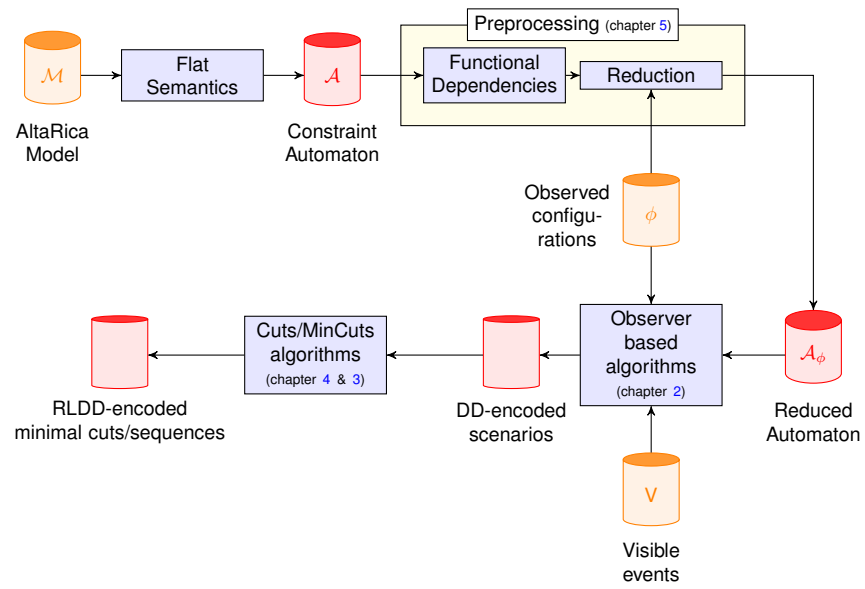 Preprocessing (chapter 5)
ℳ
Flat
Semantics
𝒜
Functional
Dependencies
Reduction
AltaRica
Model
Constraint
Automaton
Observed
configu-
rations
ϕ
Cuts/MinCuts
algorithms
(chapter 4 & 3)
Observer
based
algorithms
(chapter 2)
𝒜ϕ
RLDD-encoded
minimal cuts/sequences
DD-encoded
scenarios
Reduced
Automaton
V
Visible
events